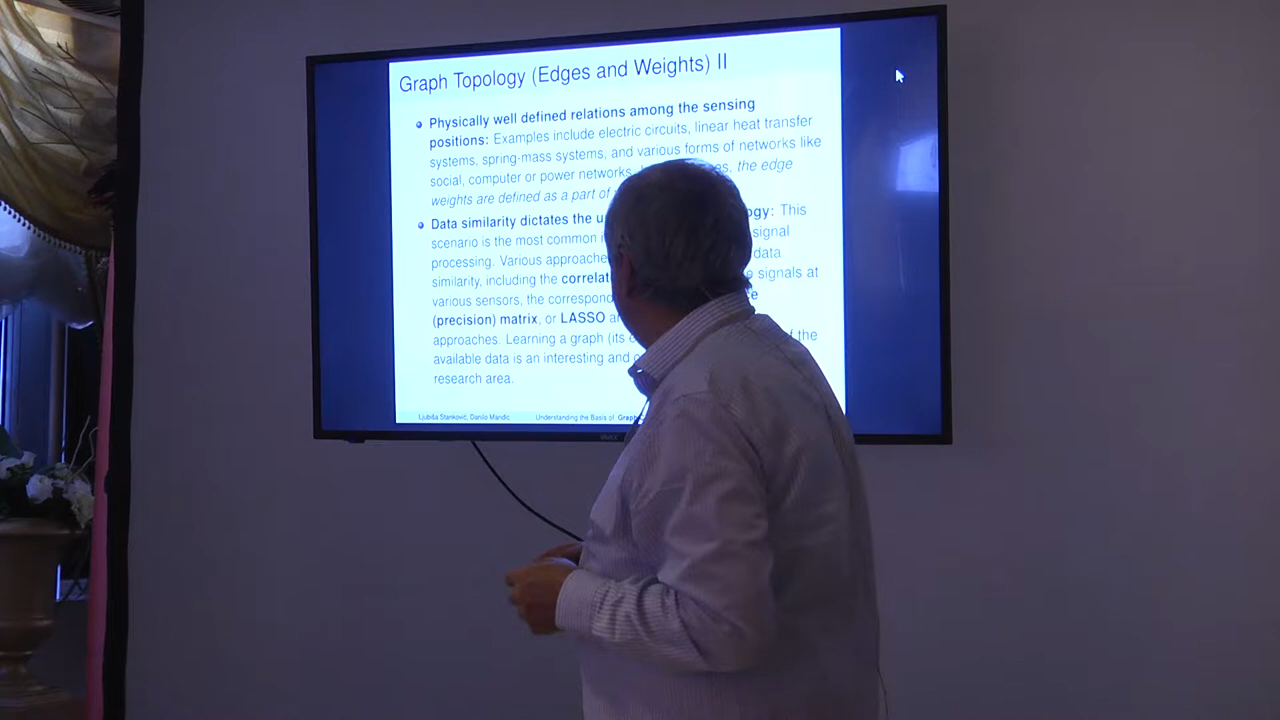 Graph Topology (Edges and Weights) II
Physically well defined relations among the sensing
positions: Examples include electric circuits, linear heat transfer
systems, spring-mass systems, and various forms of networks like
social, computer or power networks. the edge
weights are defined as a part of
Data similarity dictates the This
scenario is the most common signal
processing. Various data
similarity, including the signals at
various sensors, the
(precision) matrix, or LASSO
approaches. Learning a graph (its of the
available data is an interesting and
research area.
Ljubiša Stanković, Danilo Mandic Understanding the Basis of Graph